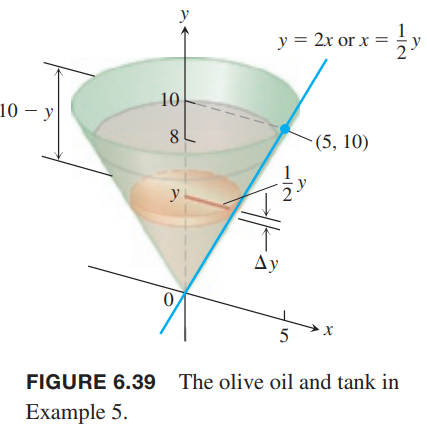 y
y = 2x or x = 1/2 y
10
10 − y
8
(5, 10)
1/2 y
y
Δy
0
5
x
FIGURE 6.39 The olive oil and tank in
Example 5.